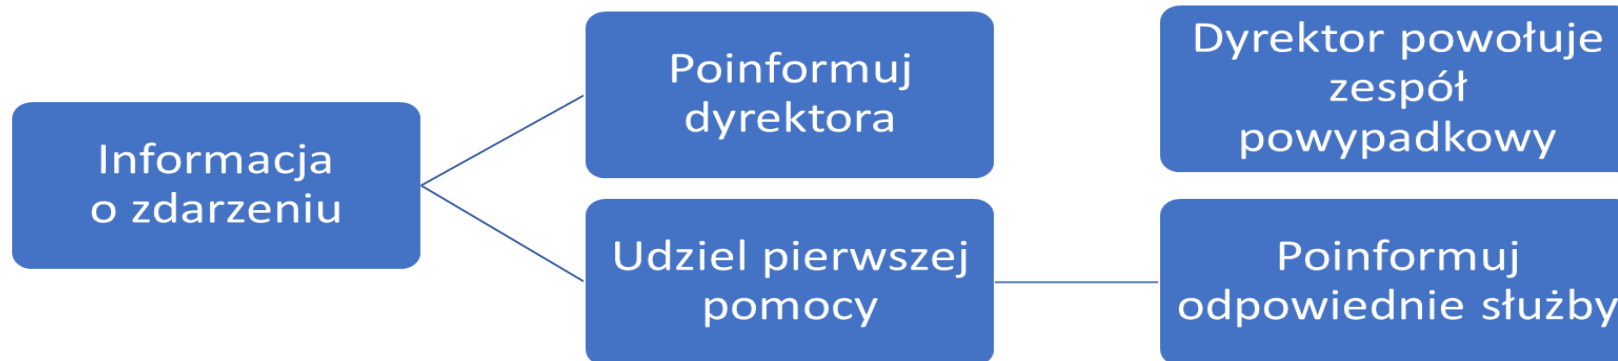 Informacja
o zdarzeniu
Poinformuj
dyrektora
Udziel pierwszej
pomocy
Dyrektor powołuje
zespół
powypadkowy
Poinformuj
odpowiednie służby